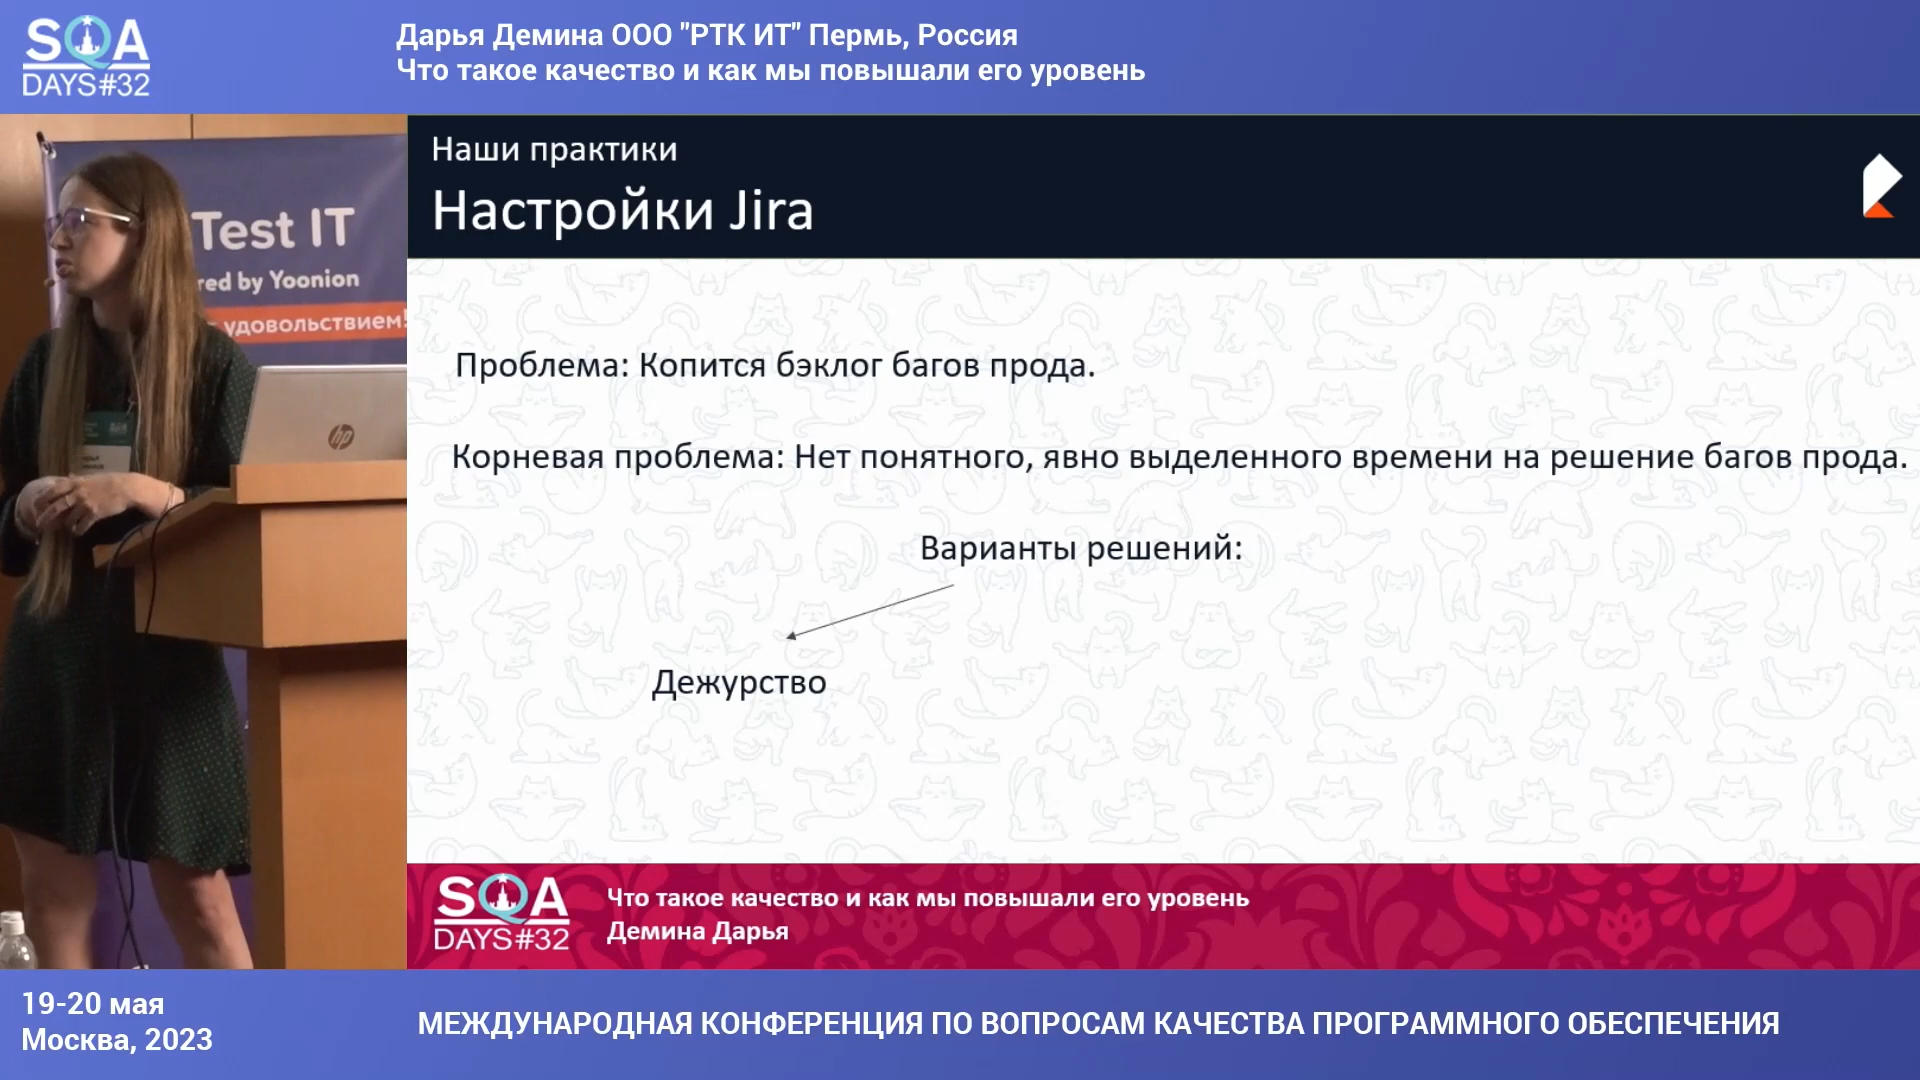 SQA
DAYS#32
Дарья Демина ООО "РТК ИТ" Пермь, Россия
Что такое качество и как мы повышали его уровень
Test IT
red by Yoonion
удовольствием!
hp
Наши практики
Настройки Jira
Проблема: Копится бэклог багов прода.
Корневая проблема: Нет понятного, явно выделенного времени на решение багов прода.
Варианты решений:
Дежурство
SQA
DAYS#32
Что такое качество и как мы повышали его уровень
Демина Дарья
19-20 мая
Москва, 2023
МЕЖДУНАРОДНАЯ КОНФЕРЕНЦИЯ ПО ВОПРОСАМ КАЧЕСТВА ПРОГРАММНОГО ОБЕСПЕЧЕНИЯ